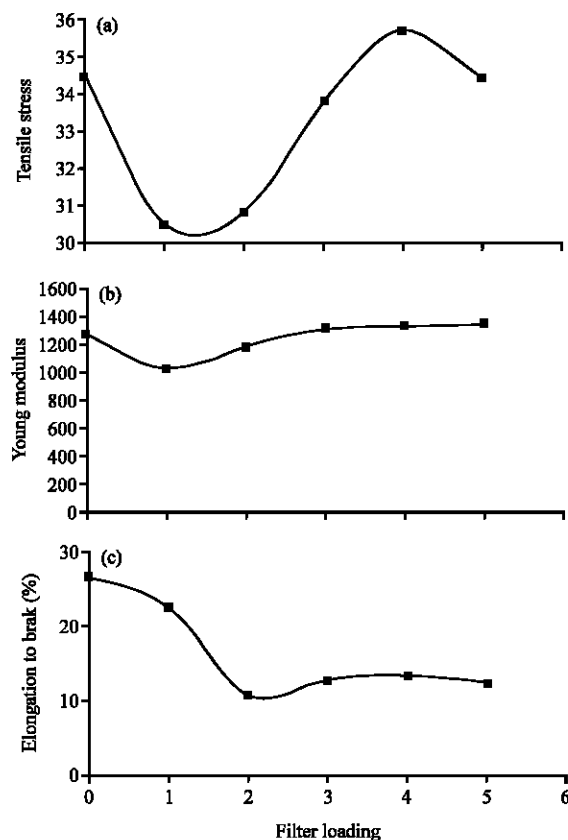 (a)
Tensile stress
36
35
34
33
32
31
30
(b)
Young modulus
1600
1400
1200
1000
800
600
400
200
0
(c)
Elongation to brak (%)
30
20
10
0
0 1 2 3 4 5 6
Filter loading